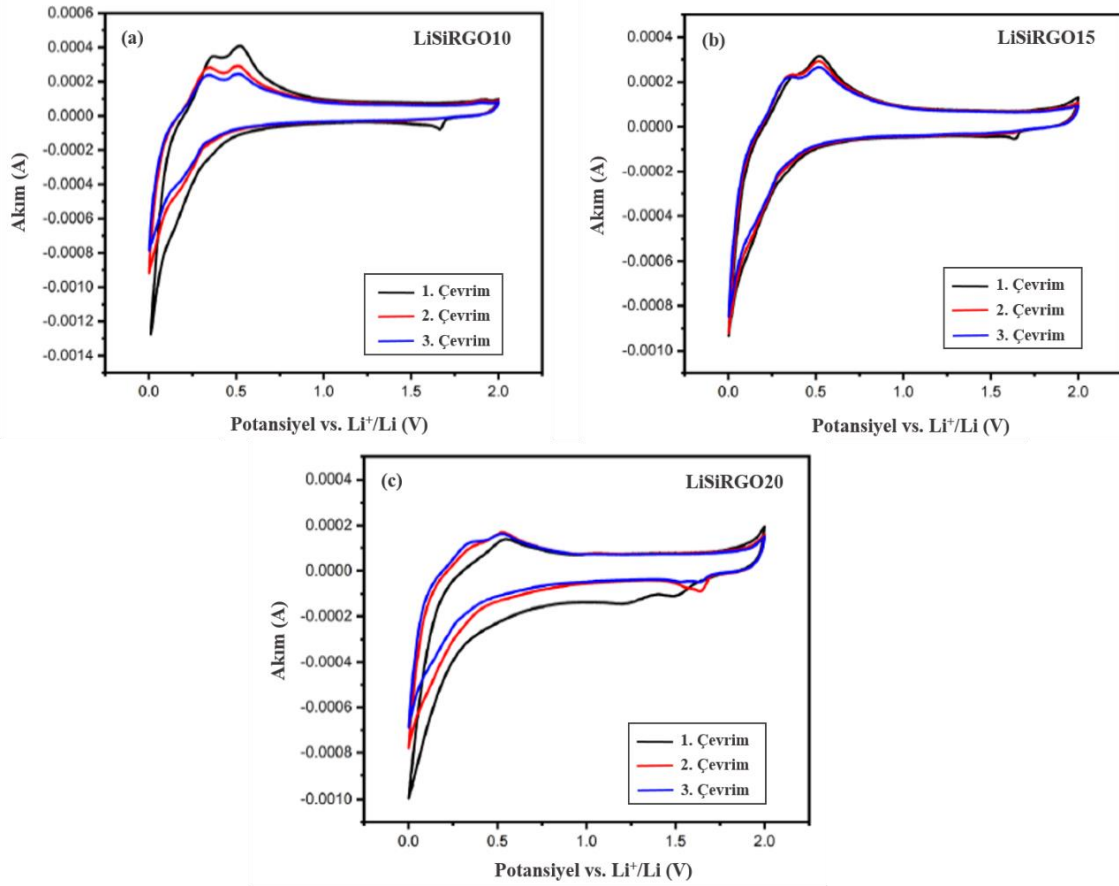 (a)
LiSiRGO10
0.0006
0.0004
0.0002
0.0000
-0.0002
-0.0004
-0.0006
-0.0008
-0.0010
-0.0012
-0.0014
Akım (A)
1. Çevrim
2. Çevrim
3. Çevrim
0.0 0.5 1.0 1.5 2.0
Potansiyel vs. Li⁺/Li (V)
(b)
LiSiRGO15
0.0004
0.0002
0.0000
-0.0002
-0.0004
-0.0006
-0.0008
-0.0010
Akım (A)
1. Çevrim
2. Çevrim
3. Çevrim
0.0 0.5 1.0 1.5 2.0
Potansiyel vs. Li⁺/Li (V)
(c)
LiSiRGO20
0.0004
0.0002
0.0000
-0.0002
-0.0004
-0.0006
-0.0008
-0.0010
Akım (A)
1. Çevrim
2. Çevrim
3. Çevrim
0.0 0.5 1.0 1.5 2.0
Potansiyel vs. Li⁺/Li (V)